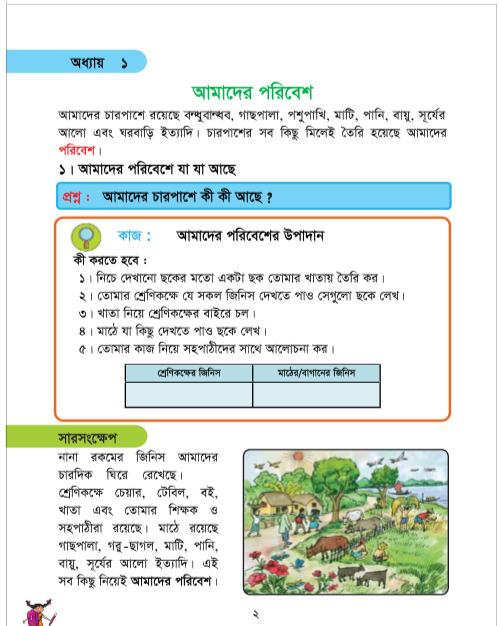 অধ্যায় ১
আমাদের পরিবেশ
আমাদের চারপাশে রয়েছে বন্ধুবান্ধব, গাছপালা, পশুপাখি, মাটি, পানি, বায়ু, সূর্যের
আলো এবং ঘরবাড়ি ইত্যাদি। চারপাশের সব কিছু মিলেই তৈরি হয়েছে আমাদের
পরিবেশ।
১। আমাদের পরিবেশে যা যা আছে
প্রশ্ন : আমাদের চারপাশে কী কী আছে ?
কাজ : আমাদের পরিবেশের উপাদান
কী করতে হবে :
১। নিচে দেখানো ছকের মতো একটা ছক তোমার খাতায় তৈরি কর।
২। তোমার শ্রেণিকক্ষে যে সকল জিনিস দেখতে পাও সেগুলো ছকে লেখ।
৩। খাতা নিয়ে শ্রেণিকক্ষের বাইরে চল।
৪। মাঠে যা কিছু দেখতে পাও ছকে লেখ।
৫। তোমার কাজ নিয়ে সহপাঠীদের সাথে আলোচনা কর।
শ্রেণিকক্ষের জিনিস মাঠের/বাগানের জিনিস
সারসংক্ষেপ
নানা রকমের জিনিস আমাদের
চারদিক ঘিরে রেখেছে।
শ্রেণিকক্ষে চেয়ার, টেবিল, বই,
খাতা এবং তোমার শিক্ষক ও
সহপাঠীরা রয়েছে। মাঠে রয়েছে
গাছপালা, গরু-ছাগল, মাটি, পানি,
বায়ু, সূর্যের আলো ইত্যাদি। এই
সব কিছু নিয়েই আমাদের পরিবেশ।
২